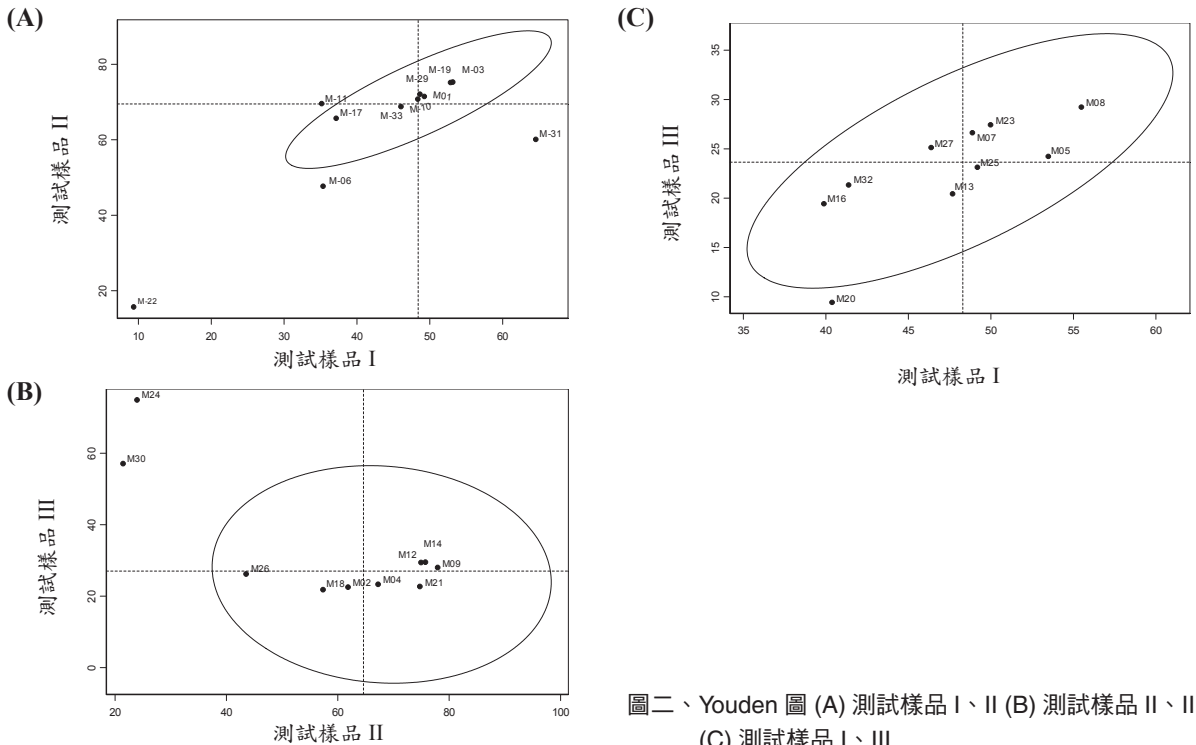 (A)
測試樣品 II
80
60
40
20
M-19
M-03
M-29
M01
M-11
M-10
M-33
M-17
M-31
M-06
M-22
10
20
30
40
50
60
測試樣品 I
(C)
測試樣品 III
35
30
25
20
15
10
M08
M23
M07
M27
M05
M25
M32
M13
M16
M20
35
40
45
50
55
60
測試樣品 I
(B)
測試樣品 III
60
40
20
0
M24
M30
M14
M12
M09
M26
M18
M02
M04
M21
20
40
60
80
100
測試樣品 II
圖二、Youden 圖 (A) 測試樣品 I、II (B) 測試樣品 II、II
(C) 測試樣品 I、III